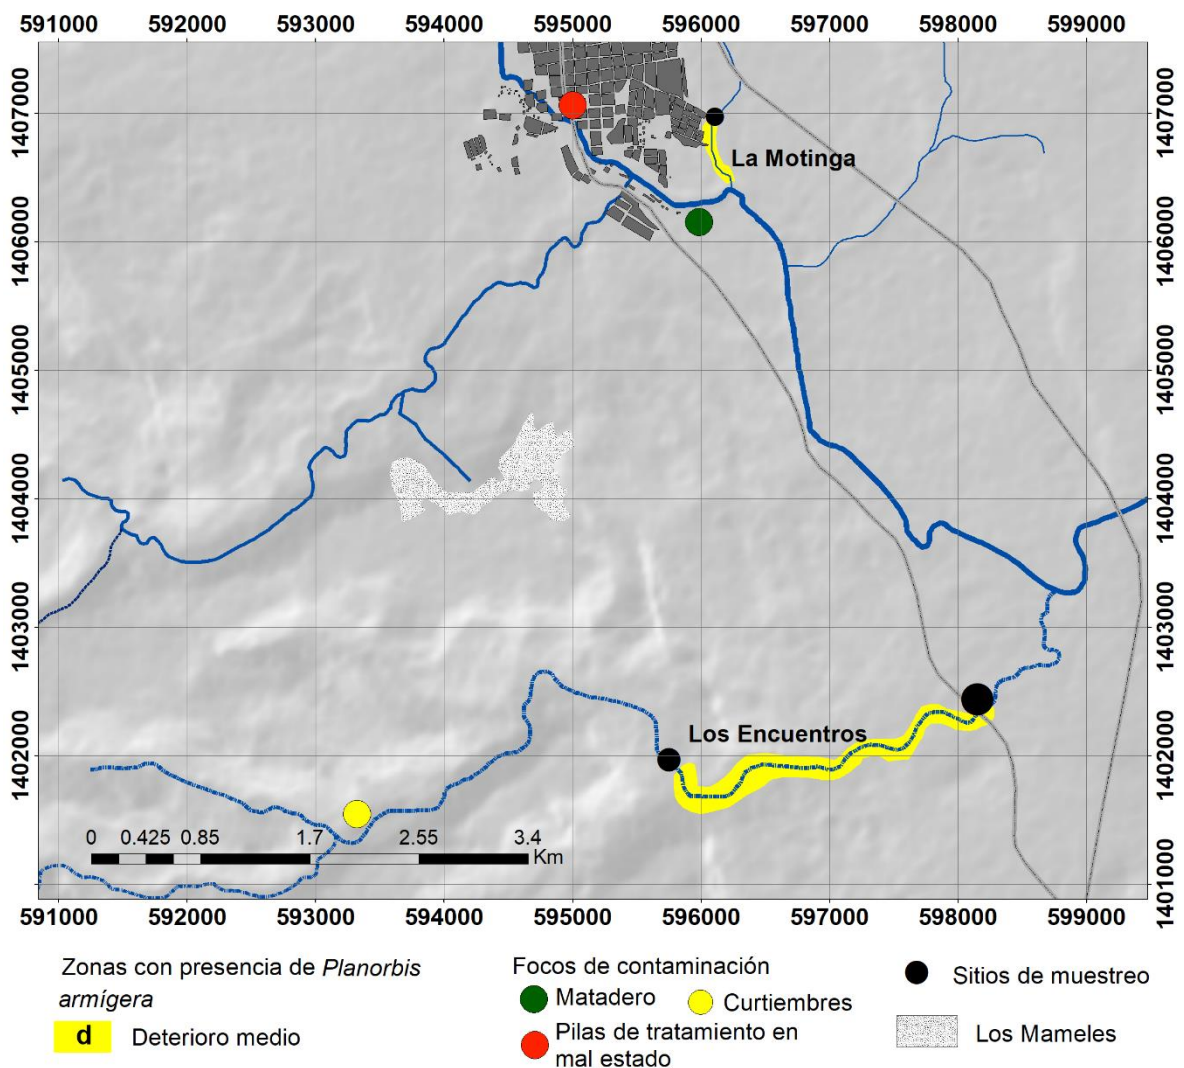 591000 592000 593000 594000 595000 596000 597000 598000 599000
1407000 1407000
La Motinga
1406000 1406000
1405000 1405000
1404000 1404000
1403000 1403000
Los Encuentros
1402000 1402000
0 0.425 0.85 1.7 2.55 3.4
Km
1401000 1401000
591000 592000 593000 594000 595000 596000 597000 598000 599000
Zonas con presencia de Planorbis
armígera
d Deterioro medio
Focos de contaminación
Matadero Curtiembres
Pilas de tratamiento en
mal estado
Sitios de muestreo
Los Mameles